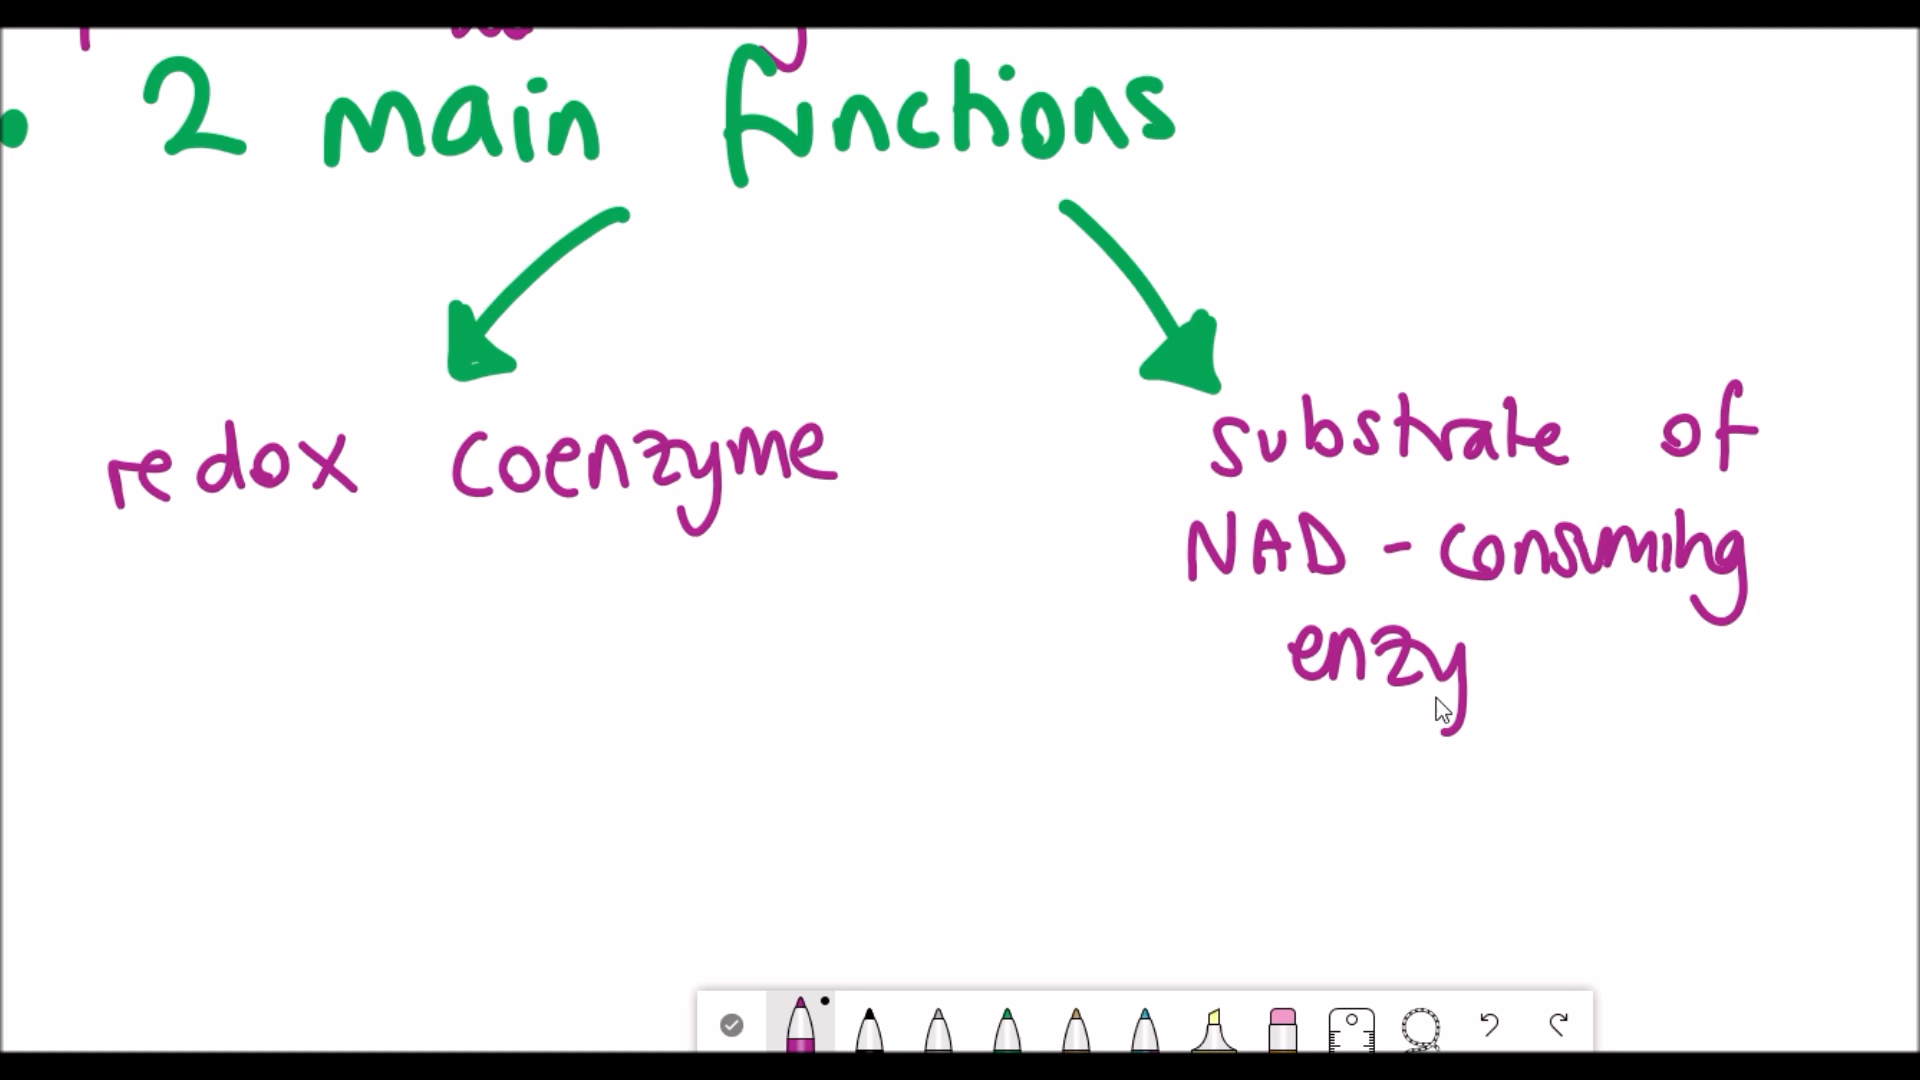 • 2 main functions
redox coenzyme
substrate of
NAD - consuming
enzy